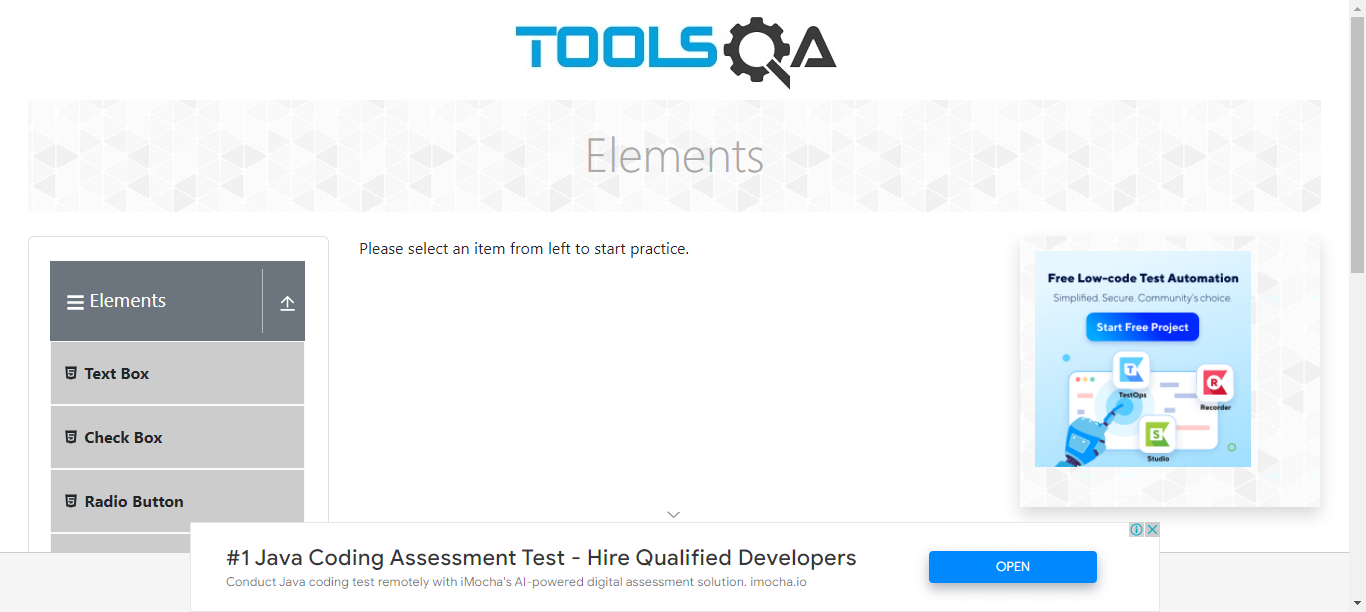 TOOLSQA
Elements
Elements
Text Box
Check Box
Radio Button
Please select an item from left to start practice.
Free Low-code Test Automation
Simplified. Secure. Community's choice.
Start Free Project
T
TestOps
R
Recorder
S
Studio
#1 Java Coding Assessment Test - Hire Qualified Developers
Conduct Java coding test remotely with iMocha's AI-powered digital assessment solution. imocha.io
OPEN